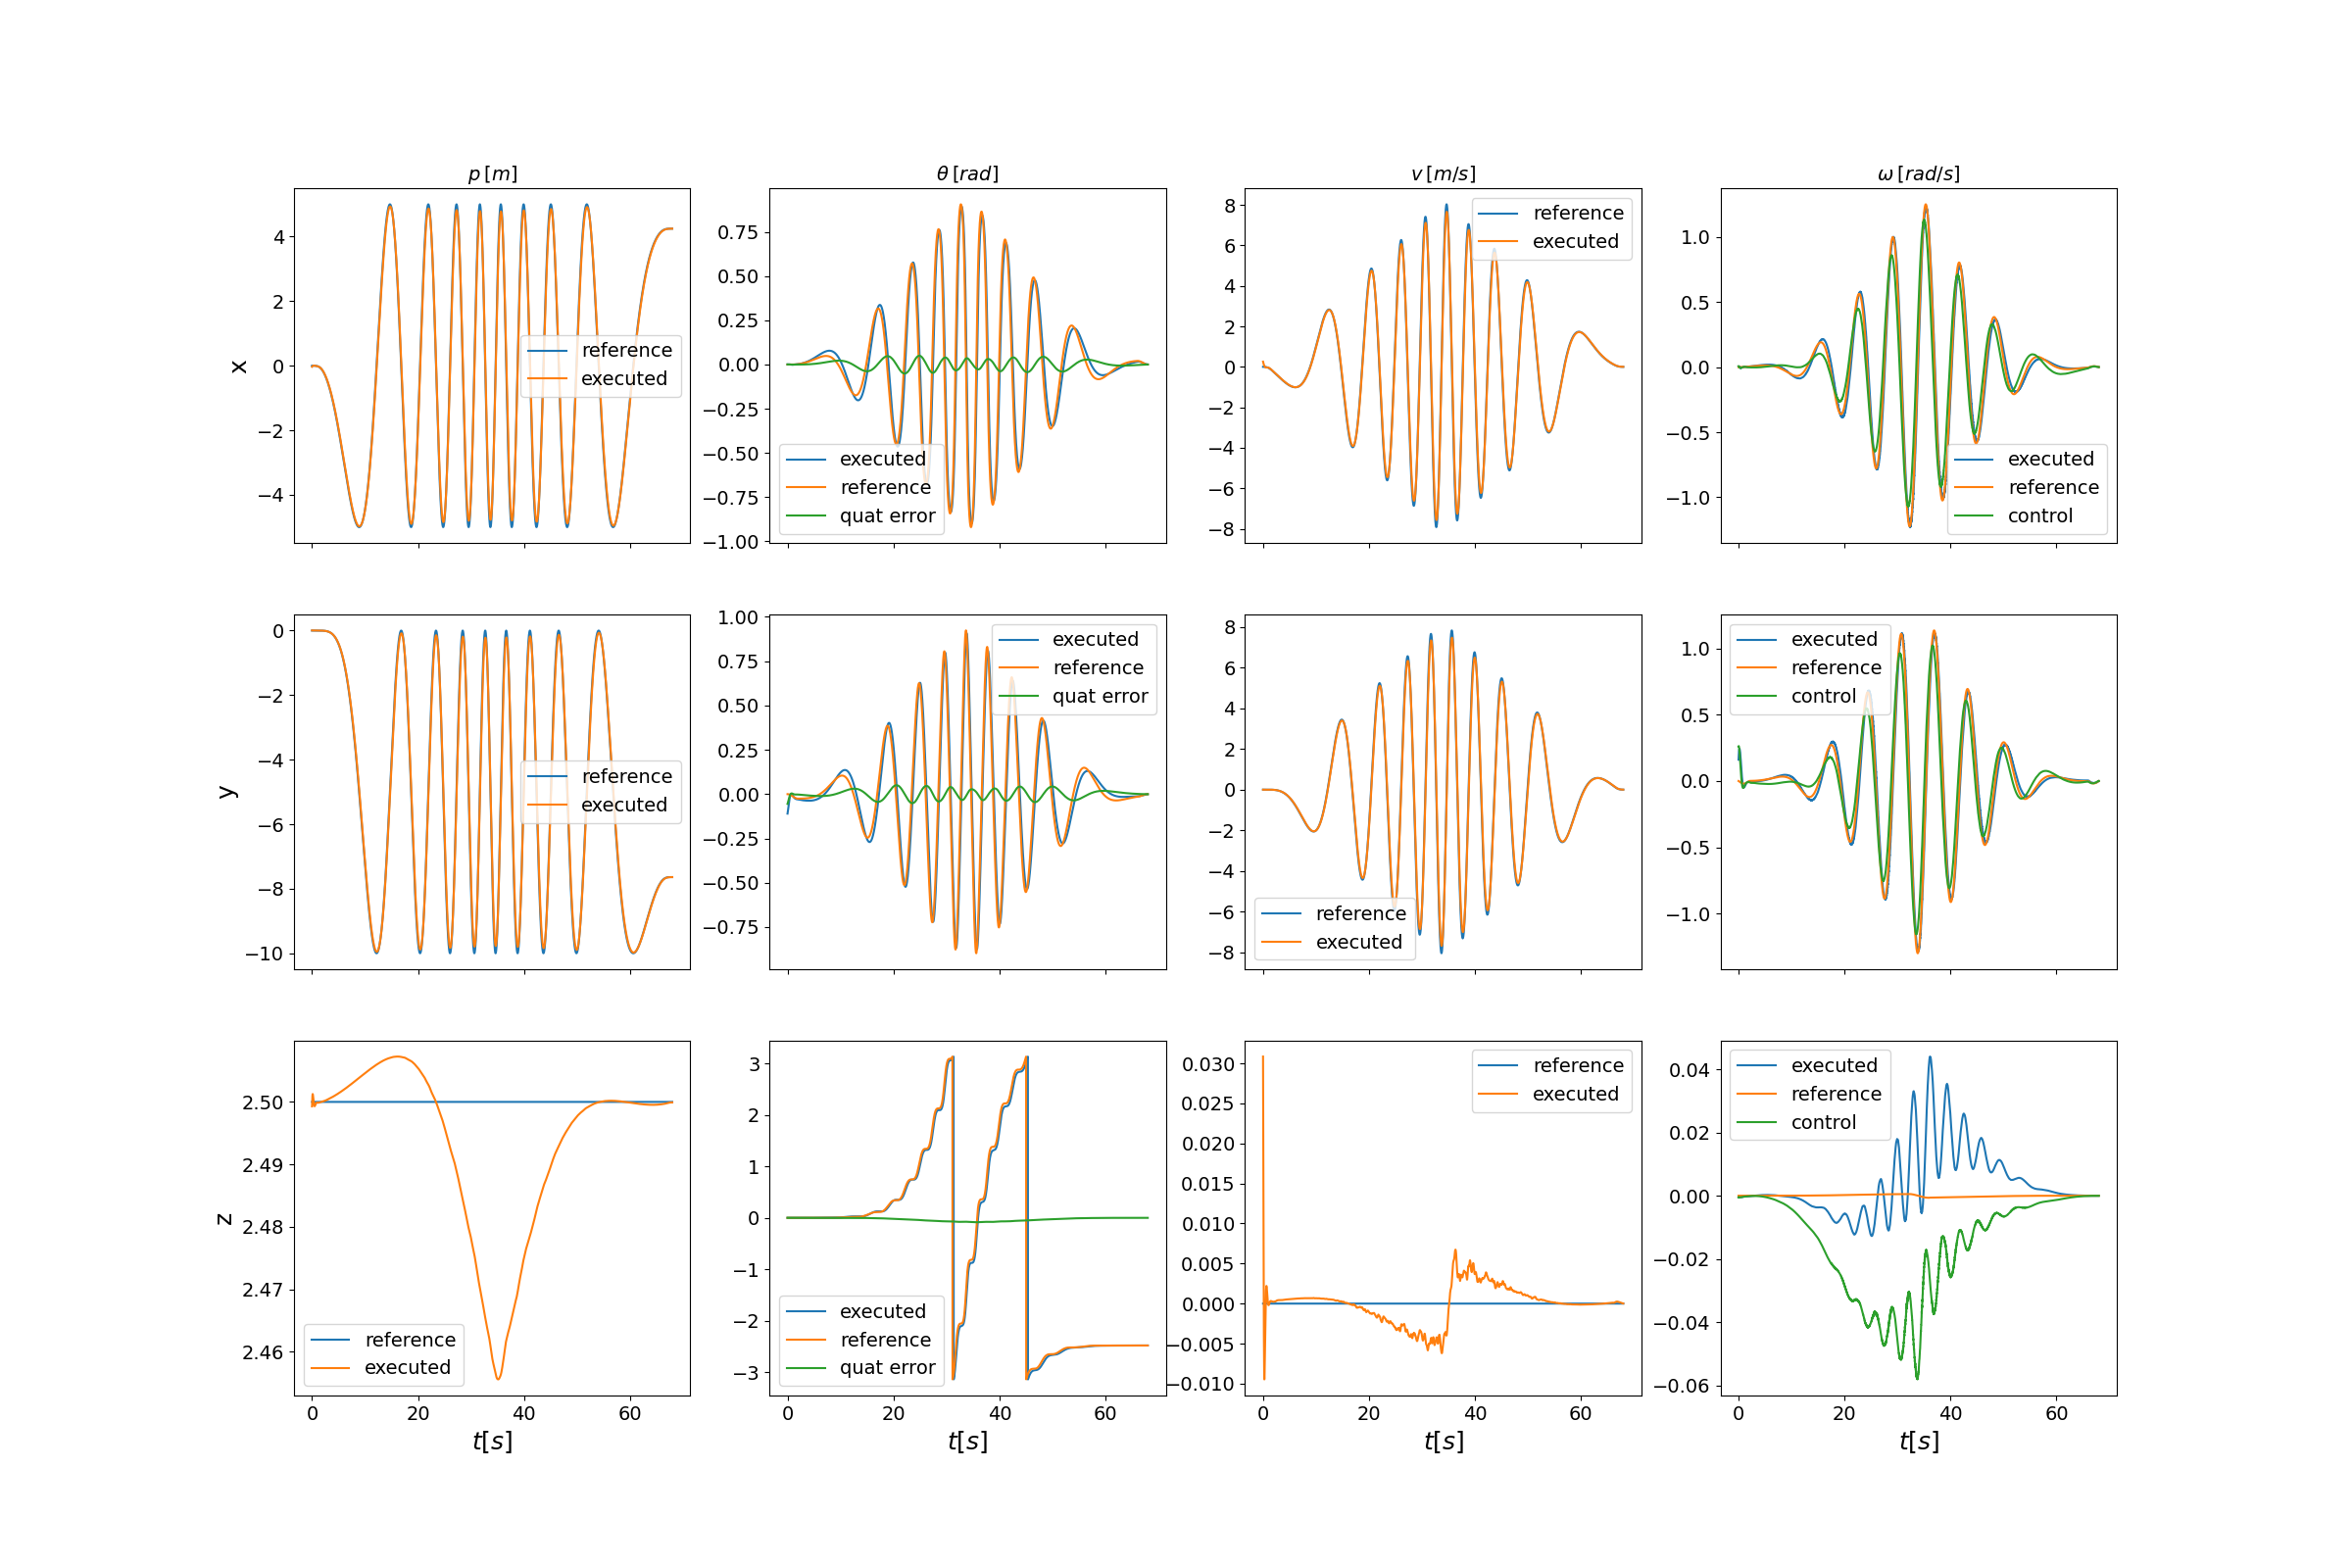 p [m]
θ [rad]
v [m/s]
ω [rad/s]
x
4
2
0
−2
−4
reference
executed
0.75
0.50
0.25
0.00
−0.25
−0.50
−0.75
−1.00
executed
reference
quat error
8
6
4
2
0
−2
−4
−6
−8
reference
executed
1.0
0.5
0.0
−0.5
−1.0
executed
reference
control
y
0
−2
−4
−6
−8
−10
reference
executed
1.00
0.75
0.50
0.25
0.00
−0.25
−0.50
−0.75
executed
reference
quat error
8
6
4
2
0
−2
−4
−6
−8
reference
executed
1.0
0.5
0.0
−0.5
−1.0
executed
reference
control
z
2.50
2.49
2.48
2.47
2.46
reference
executed
0
20
40
60
t[s]
3
2
1
0
−1
−2
−3
executed
reference
quat error
0
20
40
60
t[s]
0.030
0.025
0.020
0.015
0.010
0.005
0.000
−0.005
−0.010
reference
executed
0
20
40
60
t[s]
0.04
0.02
0.00
−0.02
−0.04
−0.06
executed
reference
control
0
20
40
60
t[s]